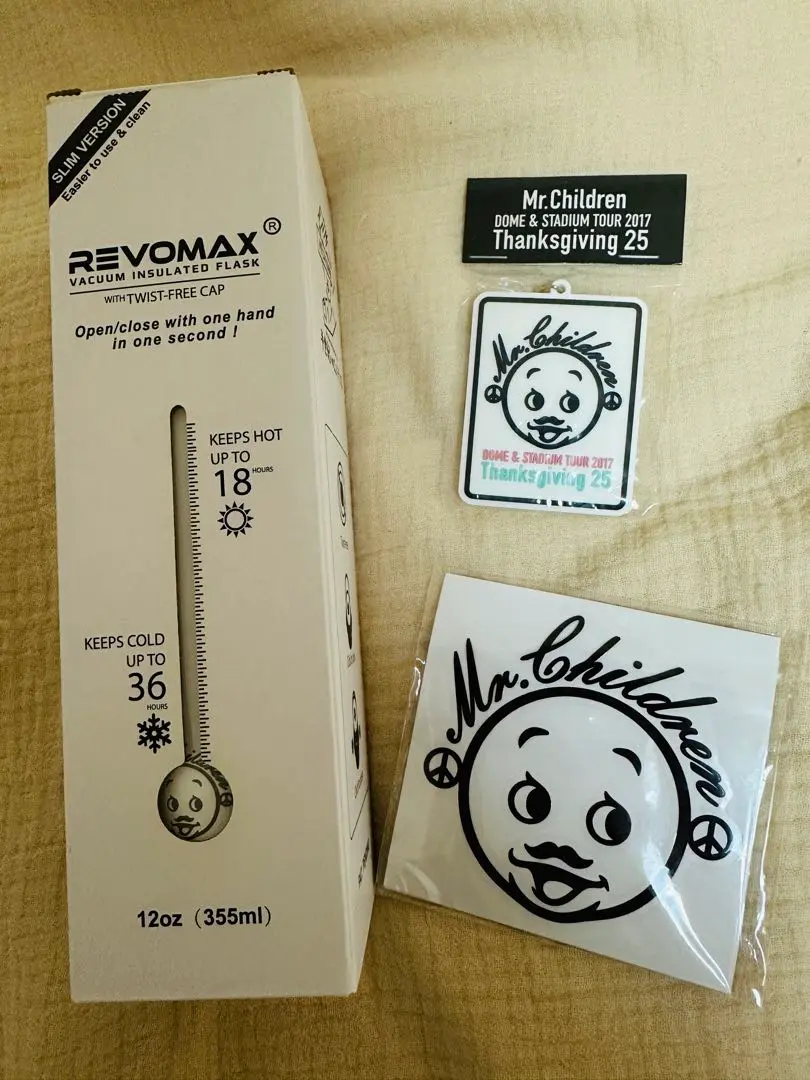 SLIM VERSION
Easier to use & clean
REVOMAX®
VACUUM INSULATED FLASK
WITH TWIST-FREE CAP
Open/close with one hand
in one second !
KEEPS HOT
UP TO
18 HOURS
KEEPS COLD
UP TO
36
HOURS
12oz（355ml）
Mr.Children
DOME & STADIUM TOUR 2017
Thanksgiving 25
Mr.Children
DOME & STADIUM TOUR 2017
Thanksgiving 25
Mr.Children